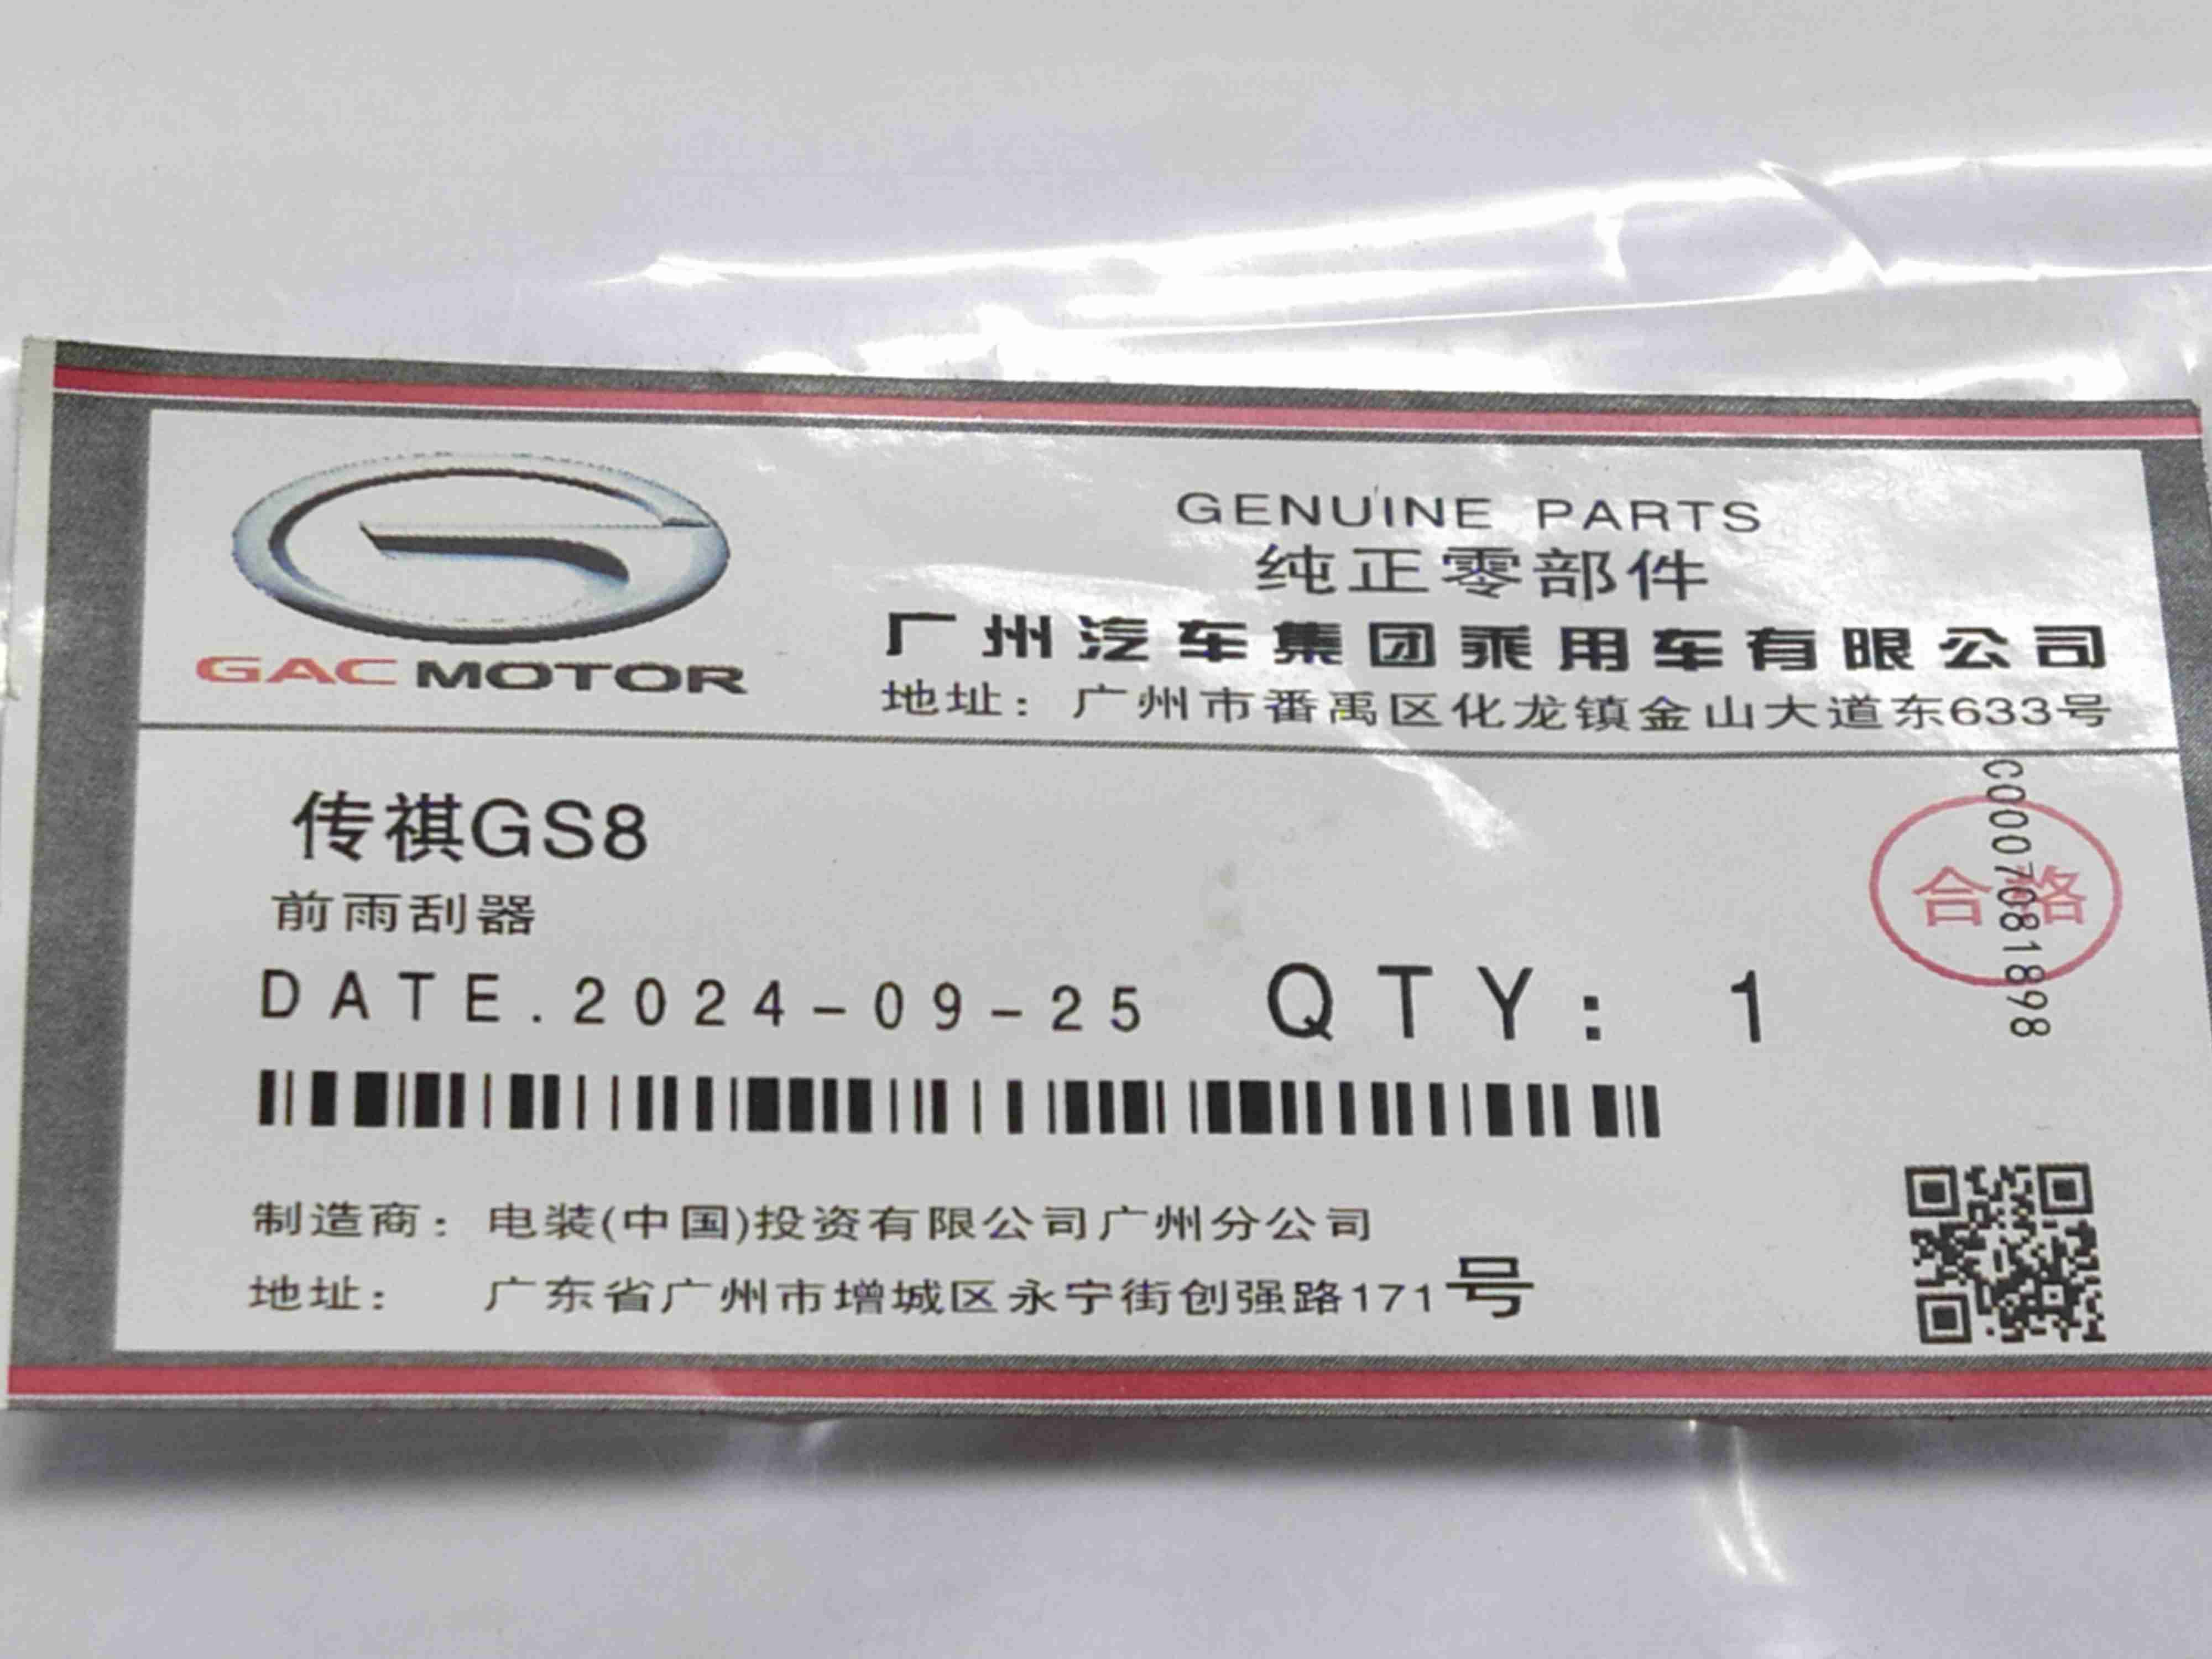 GENUINE PARTS
纯正零部件
广州汽车集团乘用车有限公司
地址：广州市番禺区化龙镇金山大道东633号
GAC MOTOR
传祺GS8
前雨刮器
DATE.2024-09-25 QTY: 1
C00007081898
合格
制造商：电装(中国)投资有限公司广州分公司
地址：广东省广州市增城区永宁街创强路171号